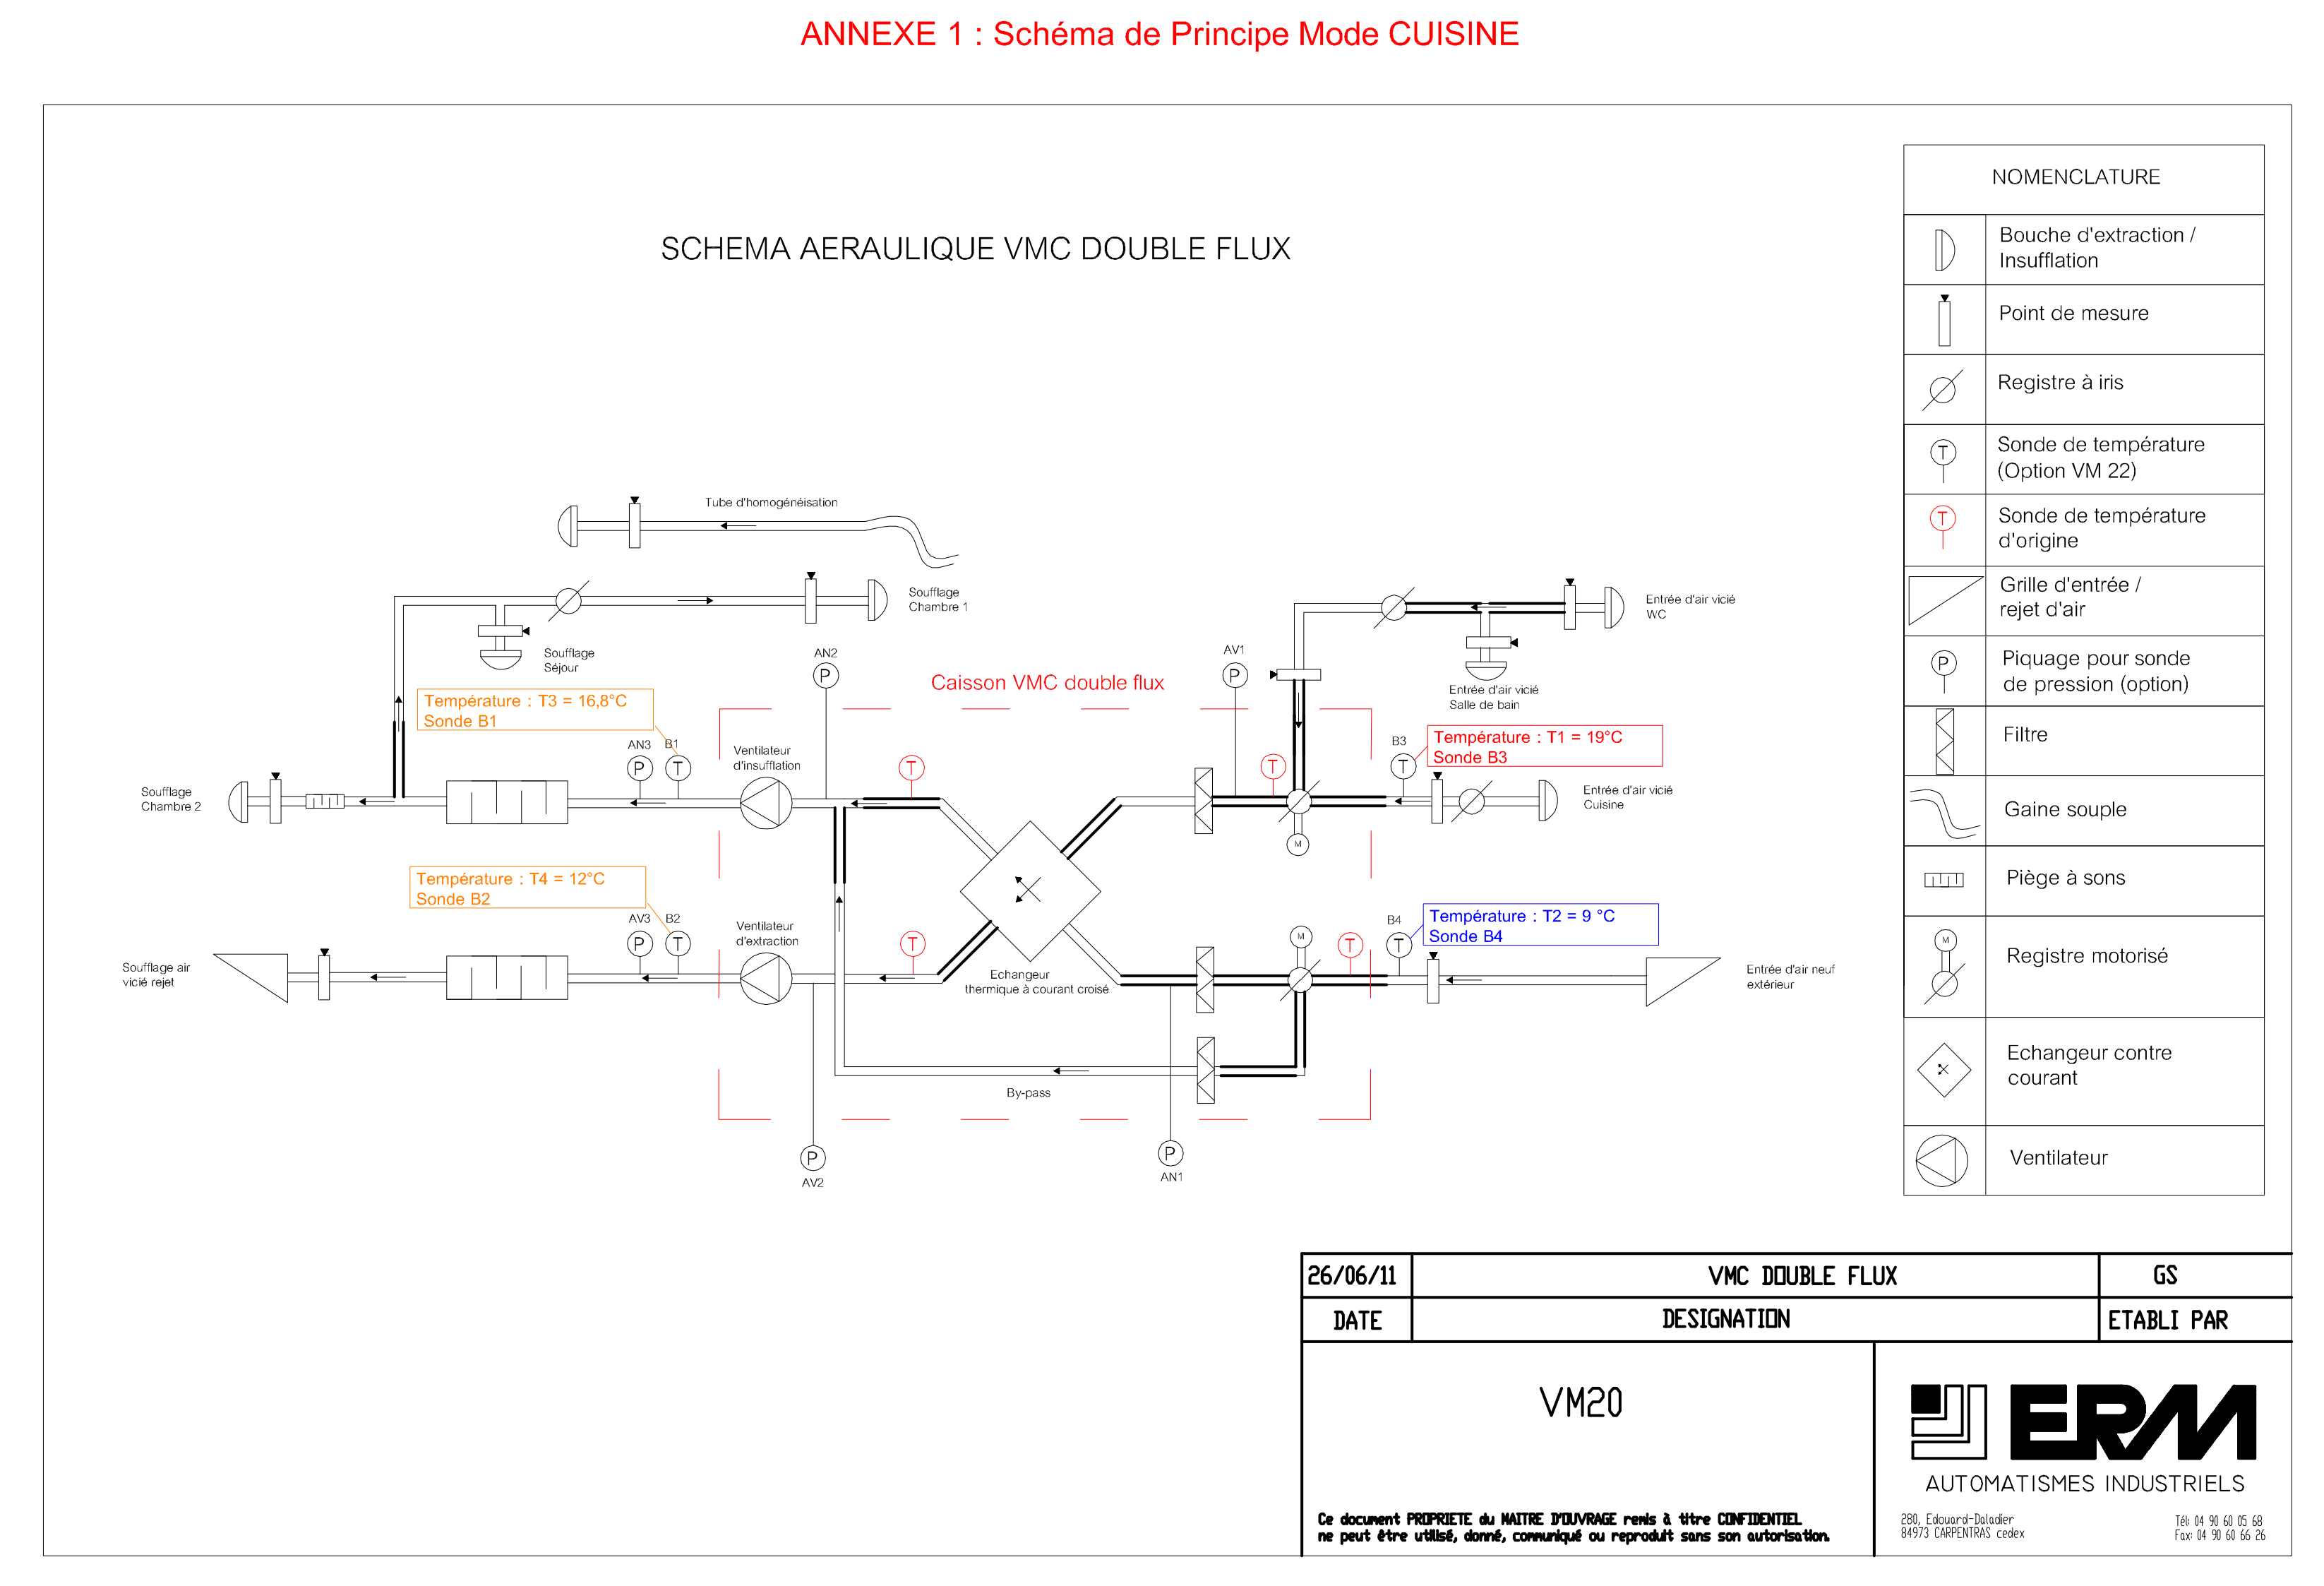 ANNEXE 1 : Schéma de Principe Mode CUISINE
SCHEMA AERAULIQUE VMC DOUBLE FLUX
NOMENCLATURE
Bouche d'extraction /
Insufflation
Point de mesure
Registre à iris
T
Sonde de température
(Option VM 22)
T
Sonde de température
d'origine
Grille d'entrée /
rejet d'air
P
Piquage pour sonde
de pression (option)
Filtre
Gaine souple
Piège à sons
M
Registre motorisé
Echangeur contre
courant
Ventilateur
Tube d'homogénéisation
Soufflage
Chambre 1
Soufflage
Séjour
Entrée d'air vicié
WC
Entrée d'air vicié
Salle de bain
AN2
P
AV1
P
Caisson VMC double flux
Température : T3 = 16,8°C
Sonde B1
Température : T1 = 19°C
Sonde B3
AN3
B1
P
T
Ventilateur
d'insufflation
T
T
B3
T
Soufflage
Chambre 2
Entrée d'air vicié
Cuisine
M
Température : T4 = 12°C
Sonde B2
Température : T2 = 9 °C
Sonde B4
AV3
B2
P
T
Ventilateur
d'extraction
T
M
T
B4
T
Soufflage air
vicié rejet
Echangeur
thermique à courant croisé
Entrée d'air neuf
extérieur
By-pass
P
AV2
P
AN1
26/06/11
VMC DOUBLE FLUX
GS
DATE
DESIGNATION
ETABLI PAR
VM20
ERM
AUTOMATISMES INDUSTRIELS
Ce document PROPRIETE du MAITRE D'OUVRAGE remis à titre CONFIDENTIEL
ne peut être utilisé, donné, communiqué ou reproduit sans son autorisation.
280, Edouard-Daladier
84973 CARPENTRAS cedex
Tél: 04 90 60 05 68
Fax: 04 90 60 66 26